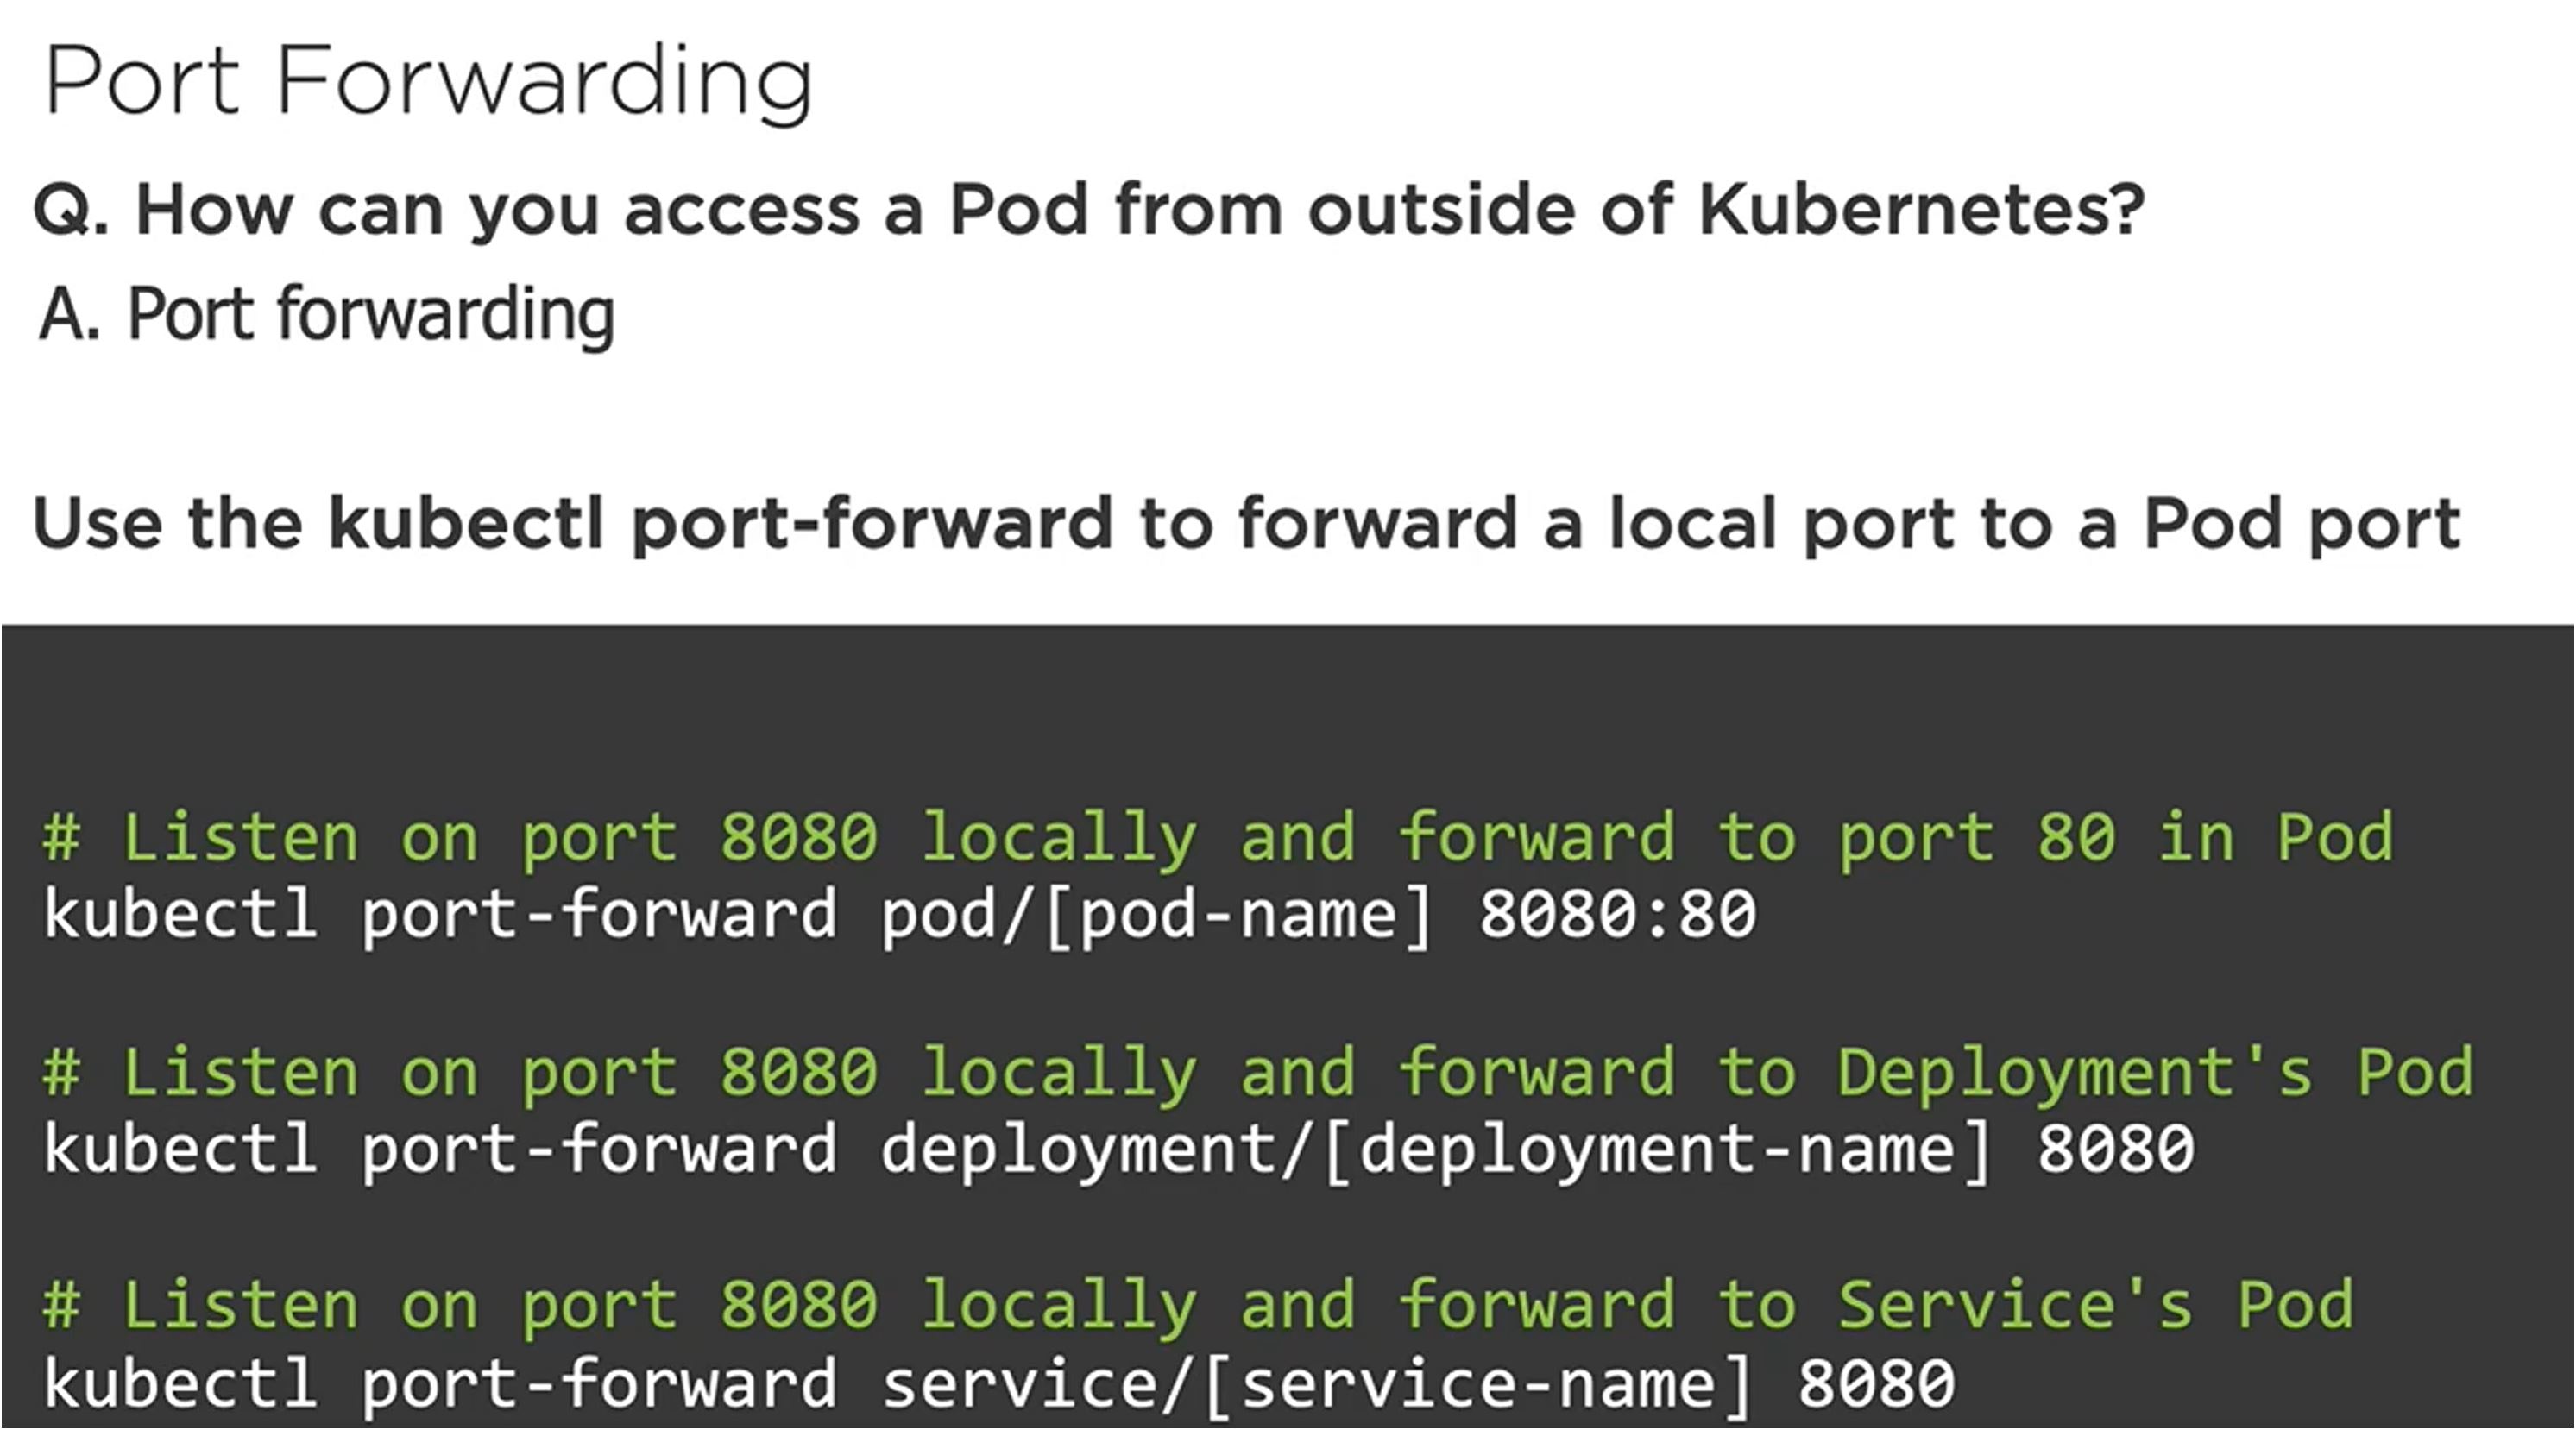 Port Forwarding
Q. How can you access a Pod from outside of Kubernetes?
A. Port forwarding
Use the kubectl port-forward to forward a local port to a Pod port
# Listen on port 8080 locally and forward to port 80 in Pod
kubectl port-forward pod/[pod-name] 8080:80
# Listen on port 8080 locally and forward to Deployment's Pod
kubectl port-forward deployment/[deployment-name] 8080
# Listen on port 8080 locally and forward to Service's Pod
kubectl port-forward service/[service-name] 8080